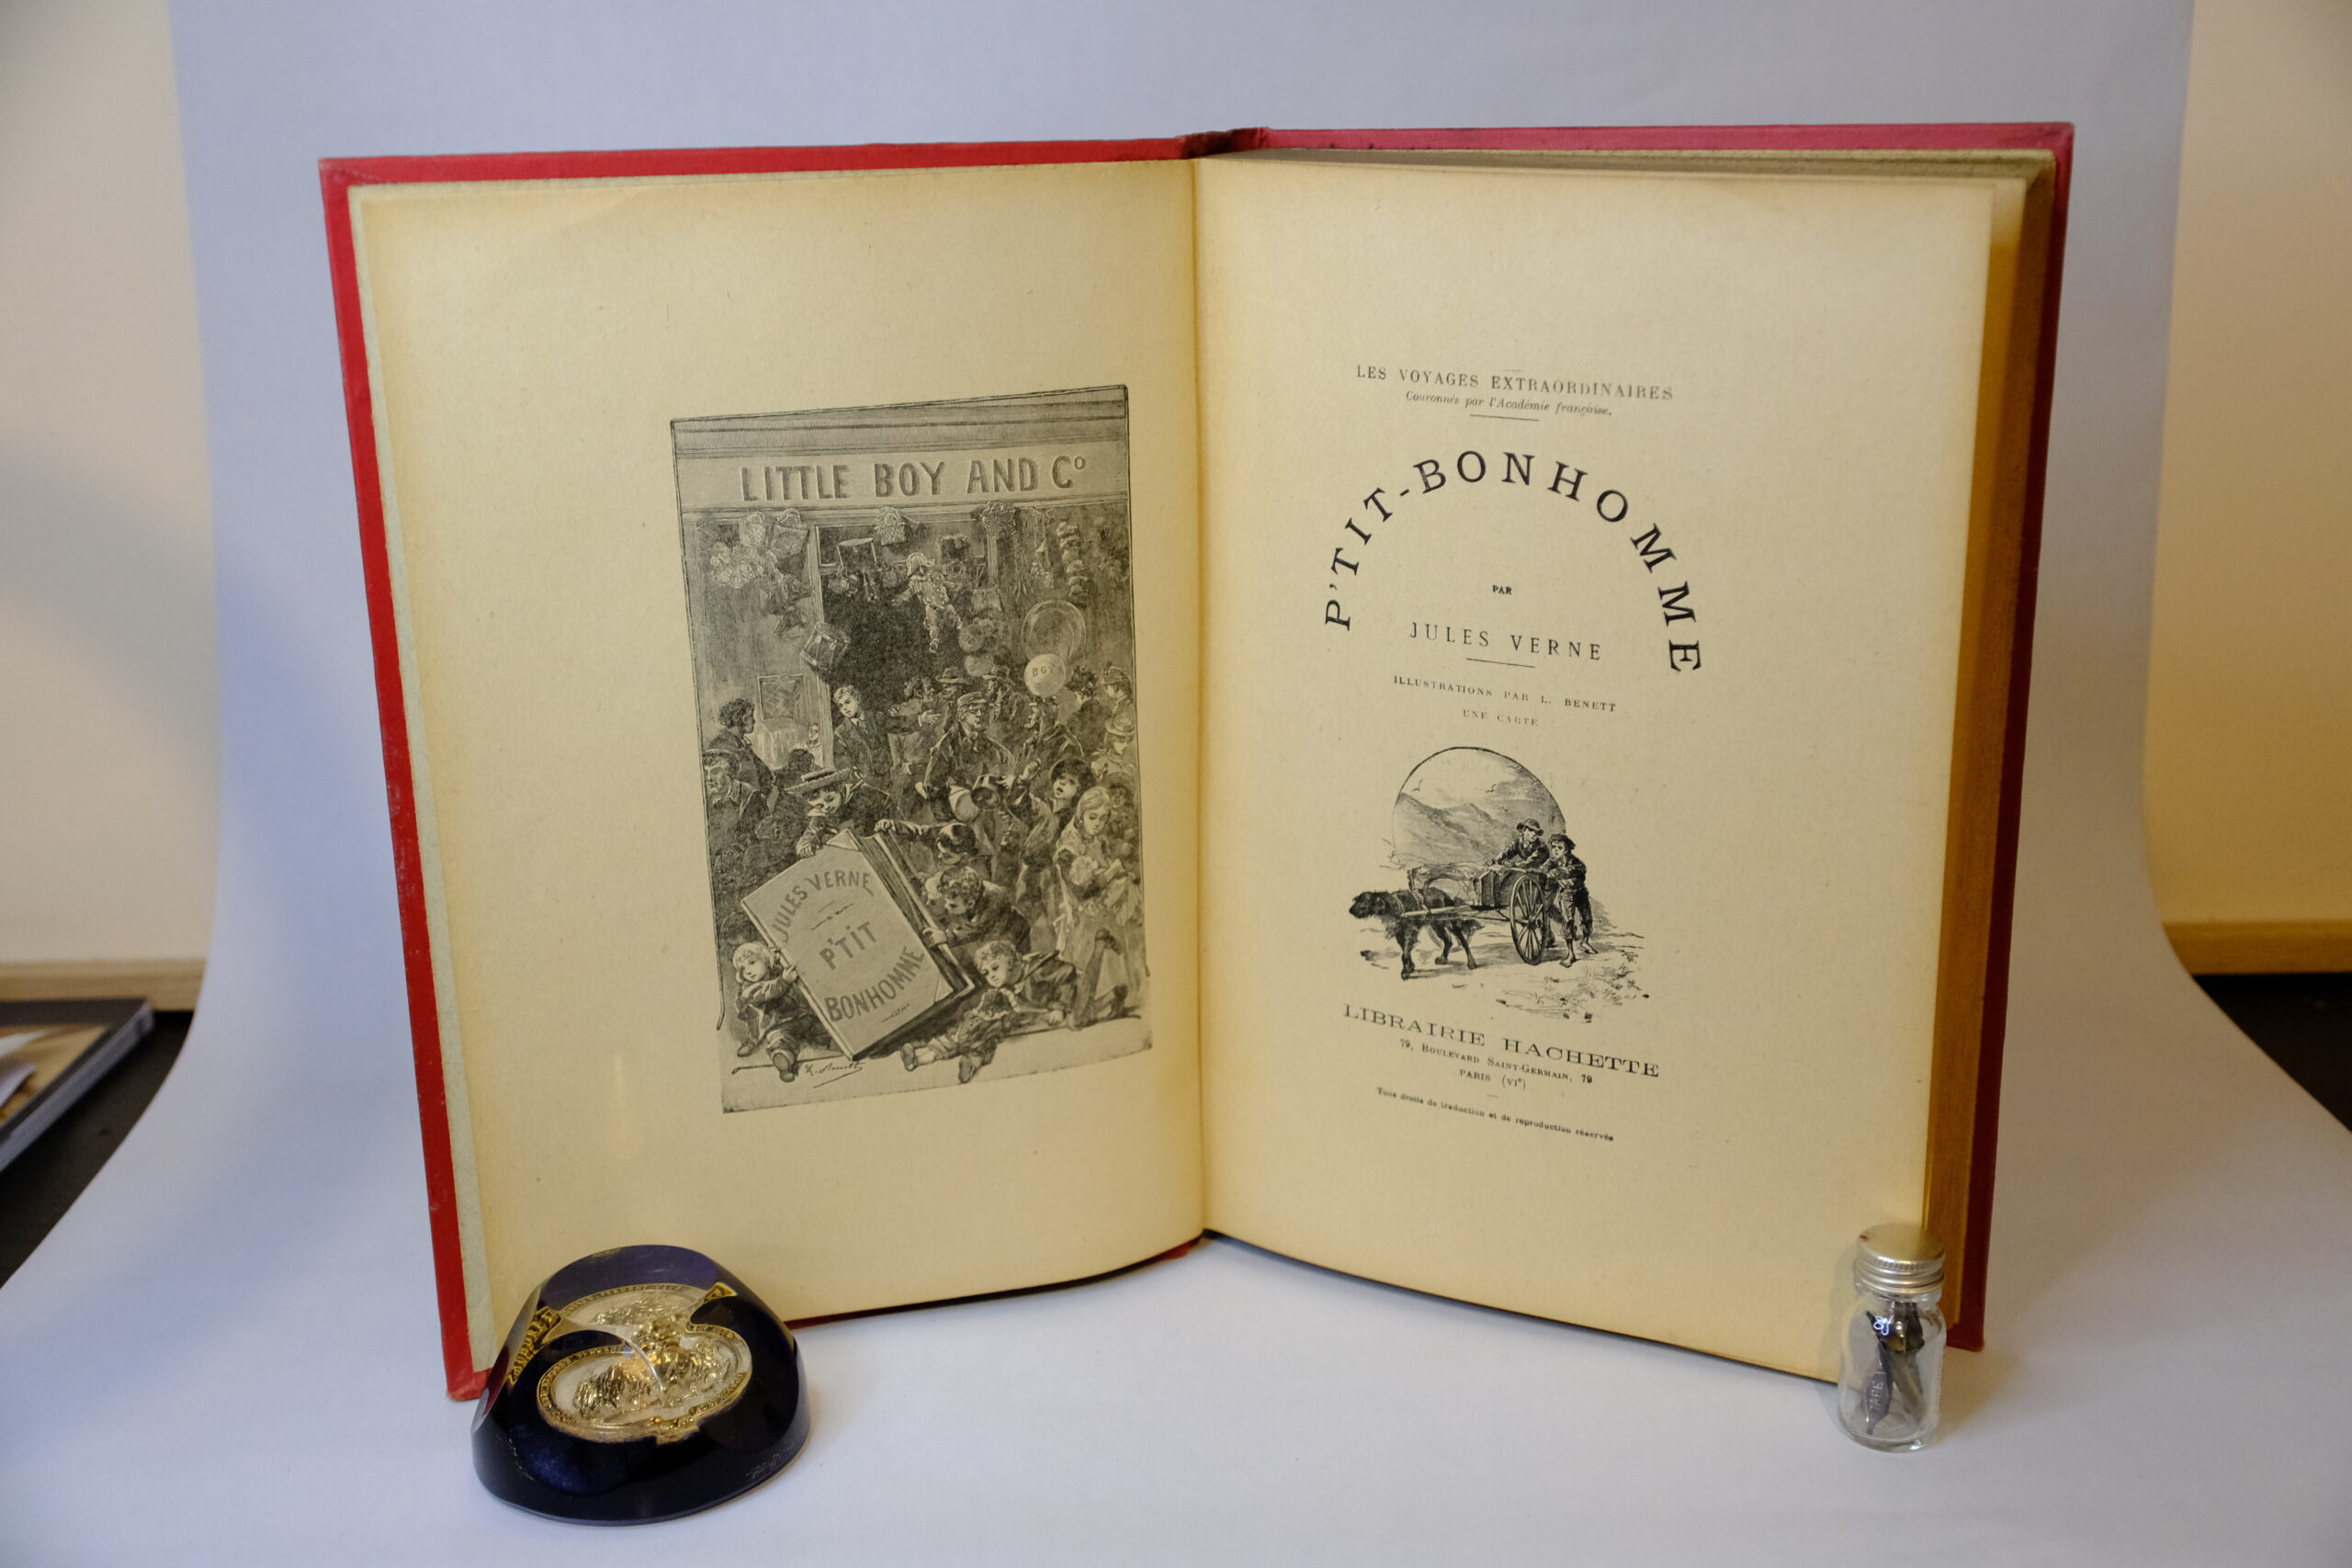 LITTLE BOY AND Cº
BOY
JULES VERNE
P'TIT
BONHOMME
LES VOYAGES EXTRAORDINAIRES
Couronnés par l'Académie française.
P'TIT-BONHOMME
PAR
JULES VERNE
ILLUSTRATIONS PAR L. BENETT
UNE CARTE
LIBRAIRIE HACHETTE
79, BOULEVARD SAINT-GERMAIN, 79
PARIS (VIᵉ)
Tous droits de traduction et de reproduction réservés